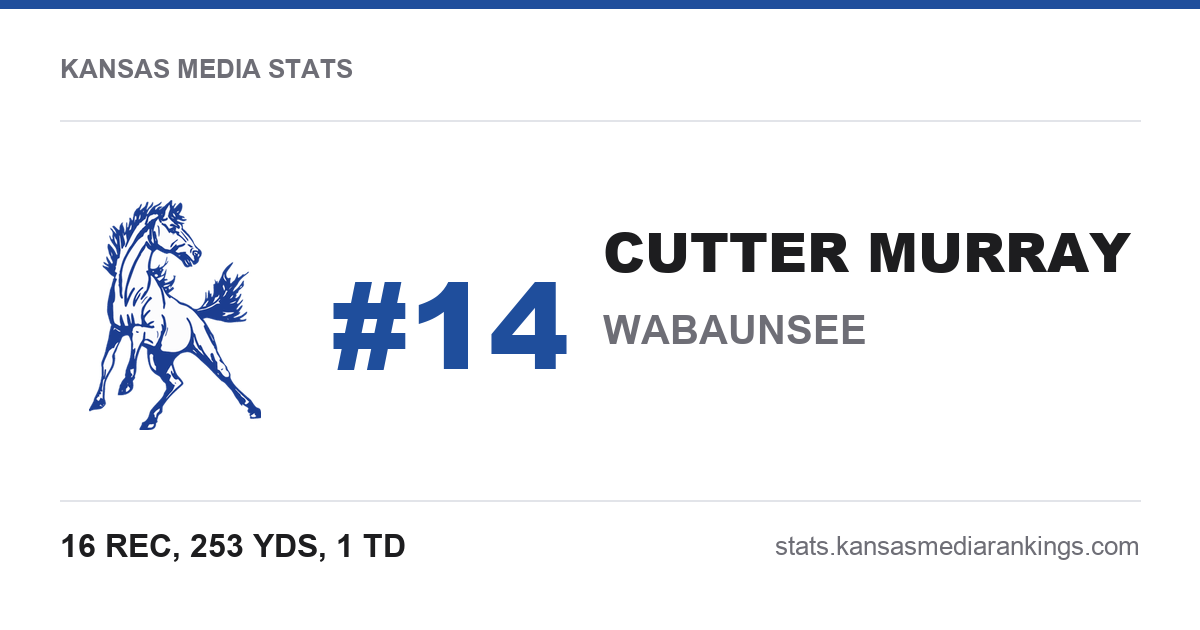 KANSAS MEDIA STATS
#14
CUTTER MURRAY
WABAUNSEE
16 REC, 253 YDS, 1 TD
stats.kansasmediarankings.com